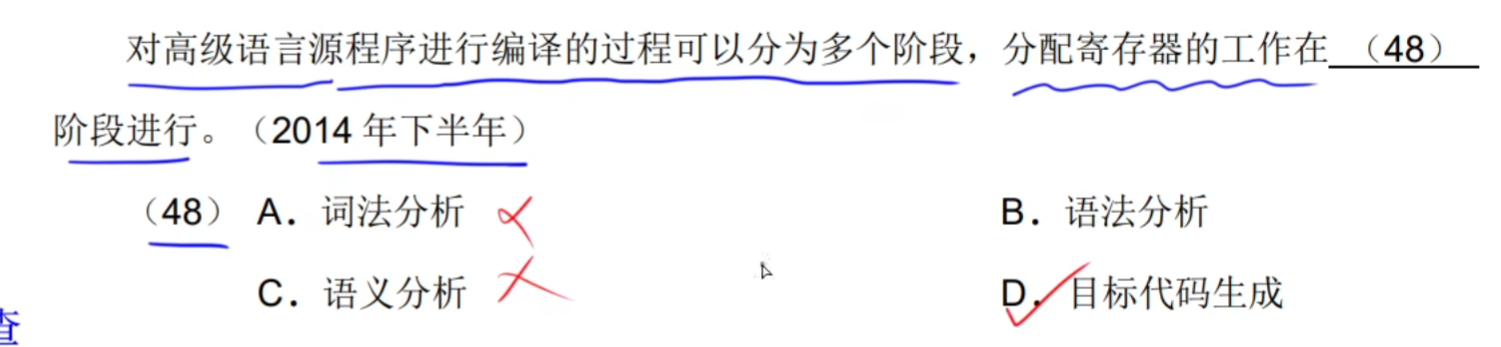 对高级语言源程序进行编译的过程可以分为多个阶段，分配寄存器的工作在（48）
阶段进行。（2014 年下半年）
（48） A．词法分析 B．语法分析
C．语义分析 D．目标代码生成
查